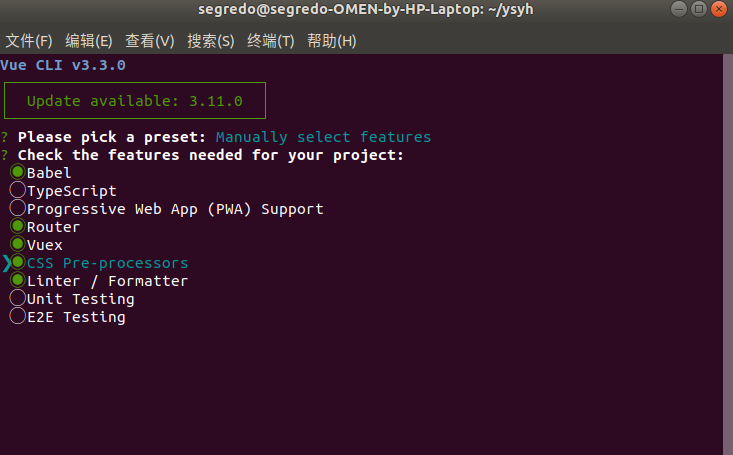 segredo@segredo-OMEN-by-HP-Laptop: ~/ysyh
文件(F) 编辑(E) 查看(V) 搜索(S) 终端(T) 帮助(H)
Vue CLI v3.3.0
Update available: 3.11.0
? Please pick a preset: Manually select features
? Check the features needed for your project:
◉Babel
◯TypeScript
◯Progressive Web App (PWA) Support
◉Router
◉Vuex
❯◉CSS Pre-processors
◉Linter / Formatter
◯Unit Testing
◯E2E Testing